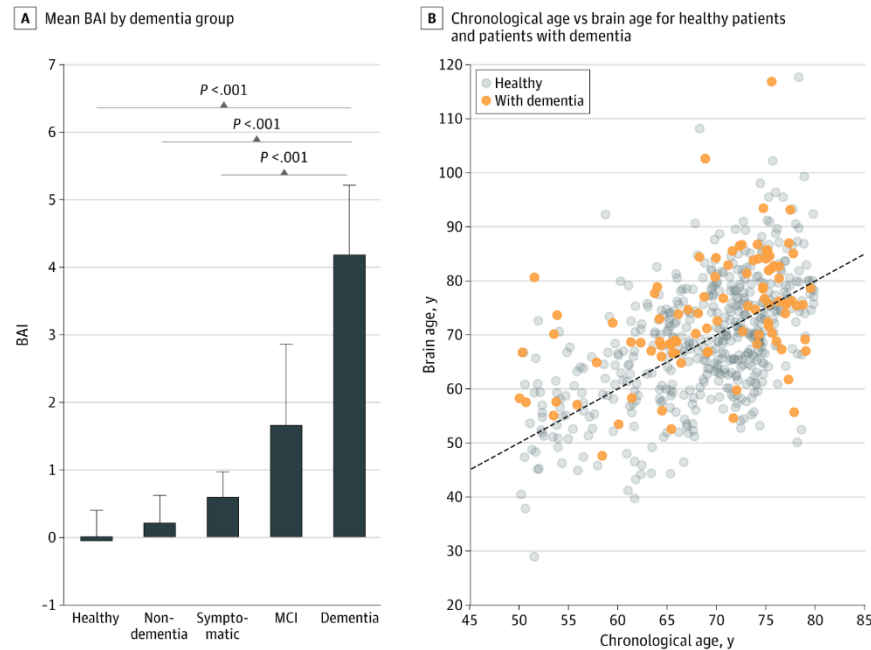 A Mean BAI by dementia group
7
6
5
4
3
2
1
0
-1
BAI
P <.001
P <.001
P <.001
Healthy
Non-
dementia
Sympto-
matic
MCI
Dementia
B Chronological age vs brain age for healthy patients
and patients with dementia
120
110
100
90
80
70
60
50
40
30
20
Brain age, y
Healthy
With dementia
45 50 55 60 65 70 75 80 85
Chronological age, y